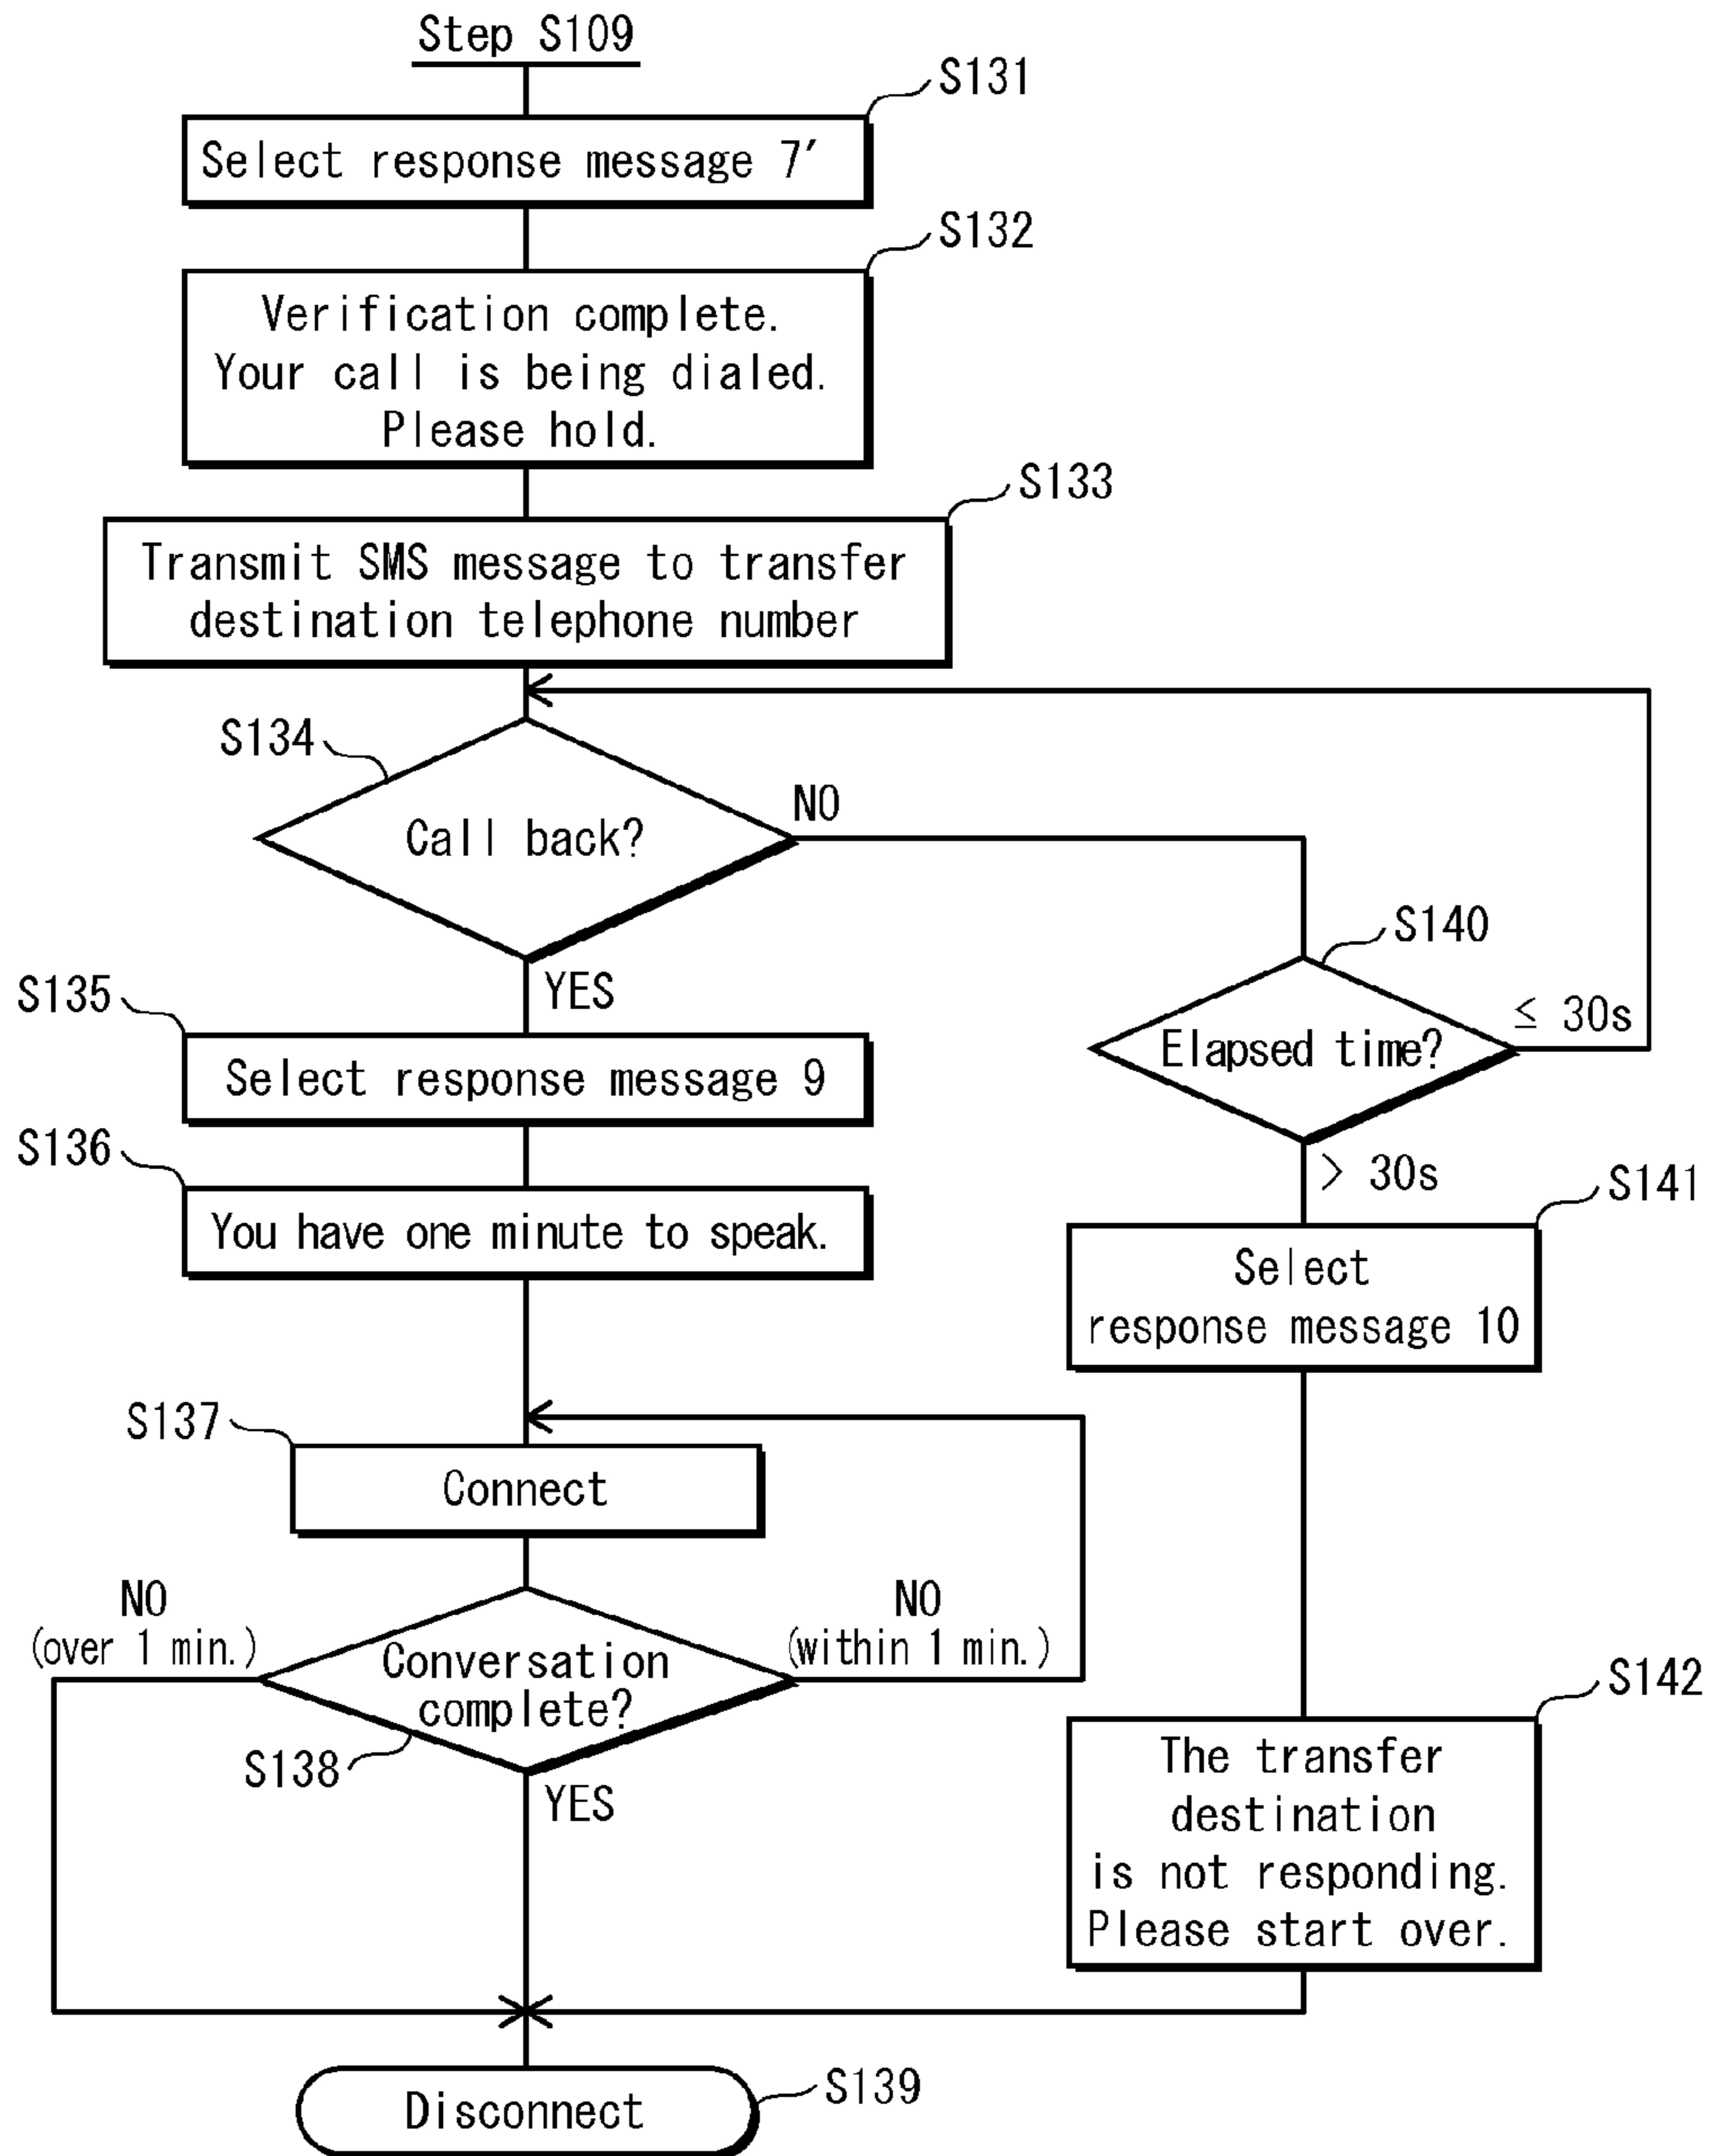 Step S109
S131
Select response message 7′
S132
Verification complete.
Your call is being dialed.
Please hold.
S133
Transmit SMS message to transfer
destination telephone number
S134
Call back?
NO
YES
S140
Elapsed time?
≦ 30s
> 30s
S135
Select response message 9
S136
You have one minute to speak.
S141
Select
response message 10
S137
Connect
NO
(over 1 min.)
Conversation
complete?
NO
(within 1 min.)
S138
YES
S142
The transfer
destination
is not responding.
Please start over.
Disconnect
S139